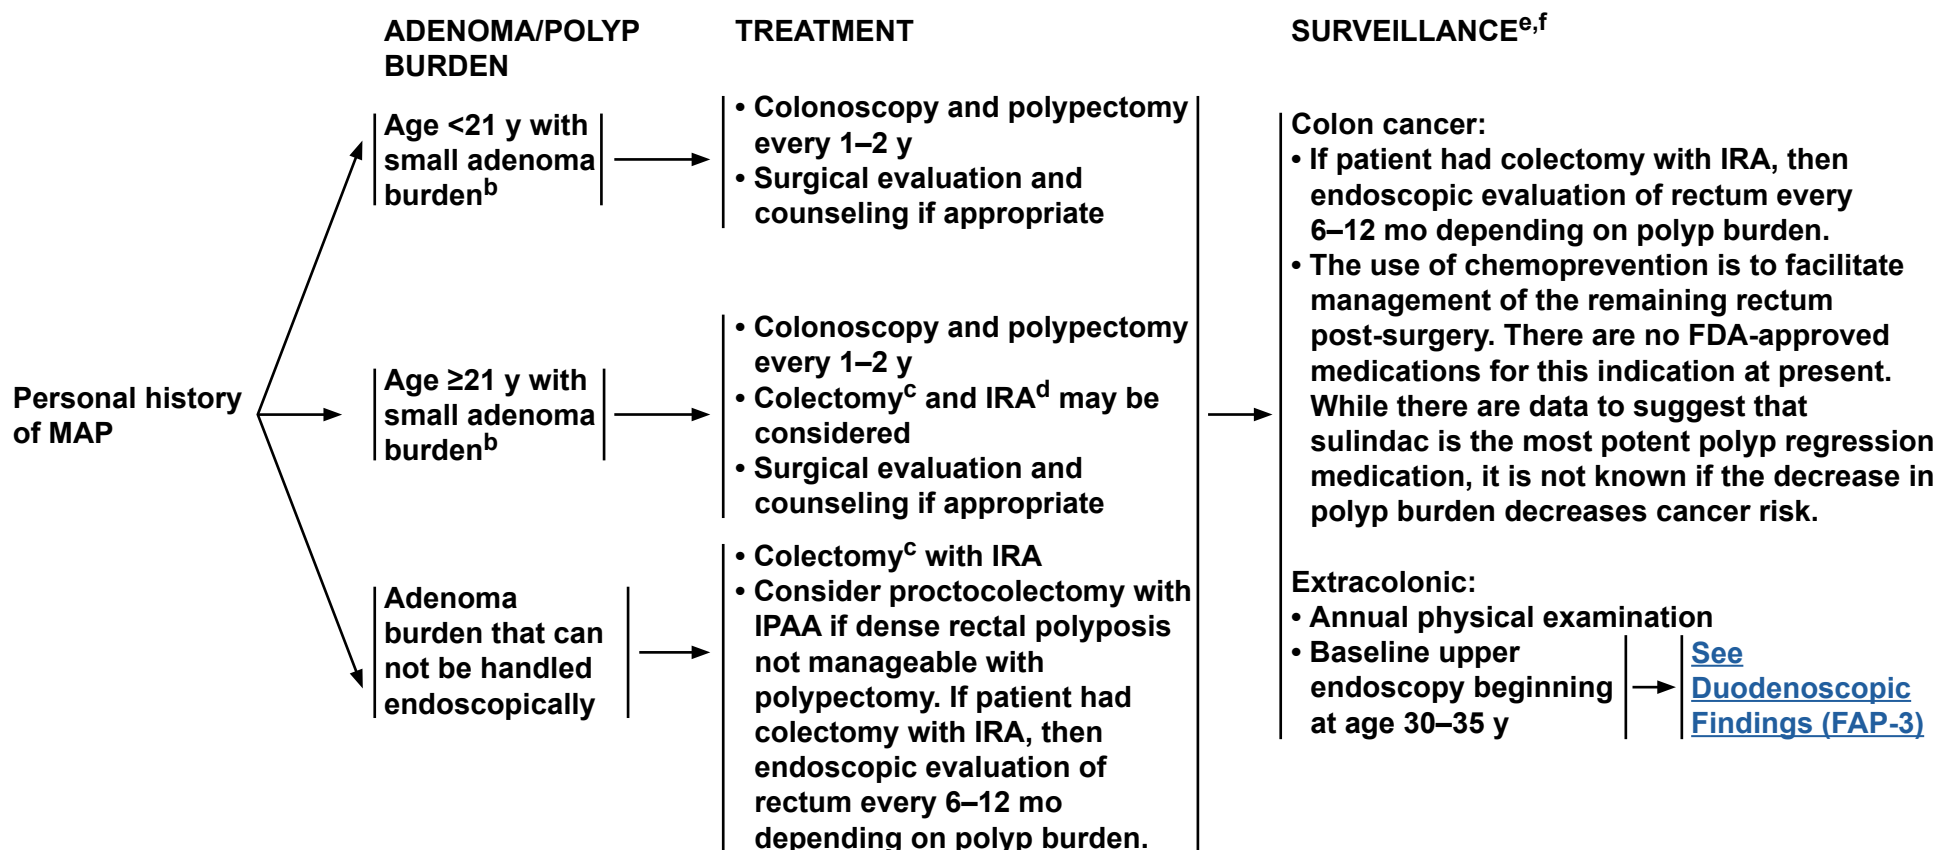 ADENOMA/POLYP
BURDEN
TREATMENT
SURVEILLANCEe,f
Personal history
of MAP
Age <21 y with
small adenoma
burdenb
• Colonoscopy and polypectomy
every 1–2 y
• Surgical evaluation and
counseling if appropriate
Age ≥21 y with
small adenoma
burdenb
• Colonoscopy and polypectomy
every 1–2 y
• Colectomyc and IRAd may be
considered
• Surgical evaluation and
counseling if appropriate
Adenoma
burden that can
not be handled
endoscopically
• Colectomyc with IRA
• Consider proctocolectomy with
IPAA if dense rectal polyposis
not manageable with
polypectomy. If patient had
colectomy with IRA, then
endoscopic evaluation of
rectum every 6–12 mo
depending on polyp burden.
Colon cancer:
• If patient had colectomy with IRA, then
endoscopic evaluation of rectum every
6–12 mo depending on polyp burden.
• The use of chemoprevention is to facilitate
management of the remaining rectum
post-surgery. There are no FDA-approved
medications for this indication at present.
While there are data to suggest that
sulindac is the most potent polyp regression
medication, it is not known if the decrease in
polyp burden decreases cancer risk.
Extracolonic:
• Annual physical examination
• Baseline upper
endoscopy beginning
at age 30–35 y
See
Duodenoscopic
Findings (FAP-3)